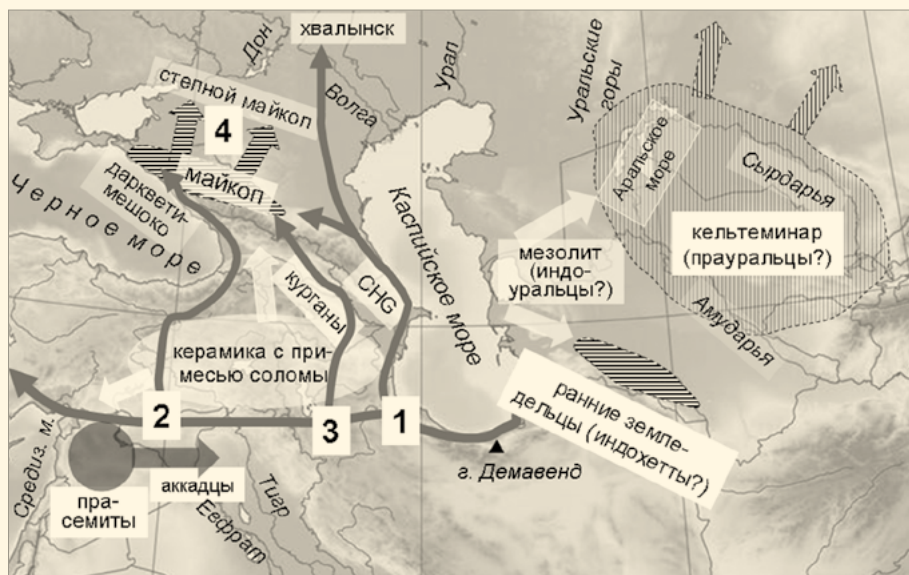 хвалынск
Дон
Волга
Урал
Уральские
горы
степной майкоп
4
даркветимешоко
майкоп
Черное море
Каспийское море
Аральское
море
Сырдарья
кельтеминар
(прауральцы?)
мезолит
(индо-
уральцы?)
Амударья
курганы
CHG
керамика с при-
месью соломы
2
3
1
ранние земле-
дельцы (индохетты?)
г. Демавенд
Средиз. м.
пра-
семиты
аккадцы
Тигр
Евфрат